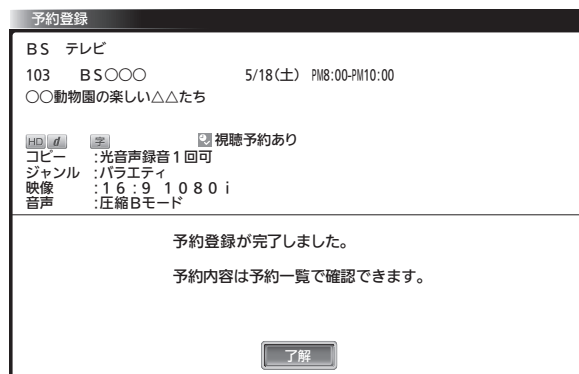 予約登録
BS テレビ
103 BS○○○ 5/18(土) PM8:00-PM10:00
○○動物園の楽しい△△たち
HD d 字 視聴予約あり
コピー :光音声録音1回可
ジャンル :バラエティ
映像 :16:9 1080i
音声 :圧縮Bモード
予約登録が完了しました。
予約内容は予約一覧で確認できます。
了解